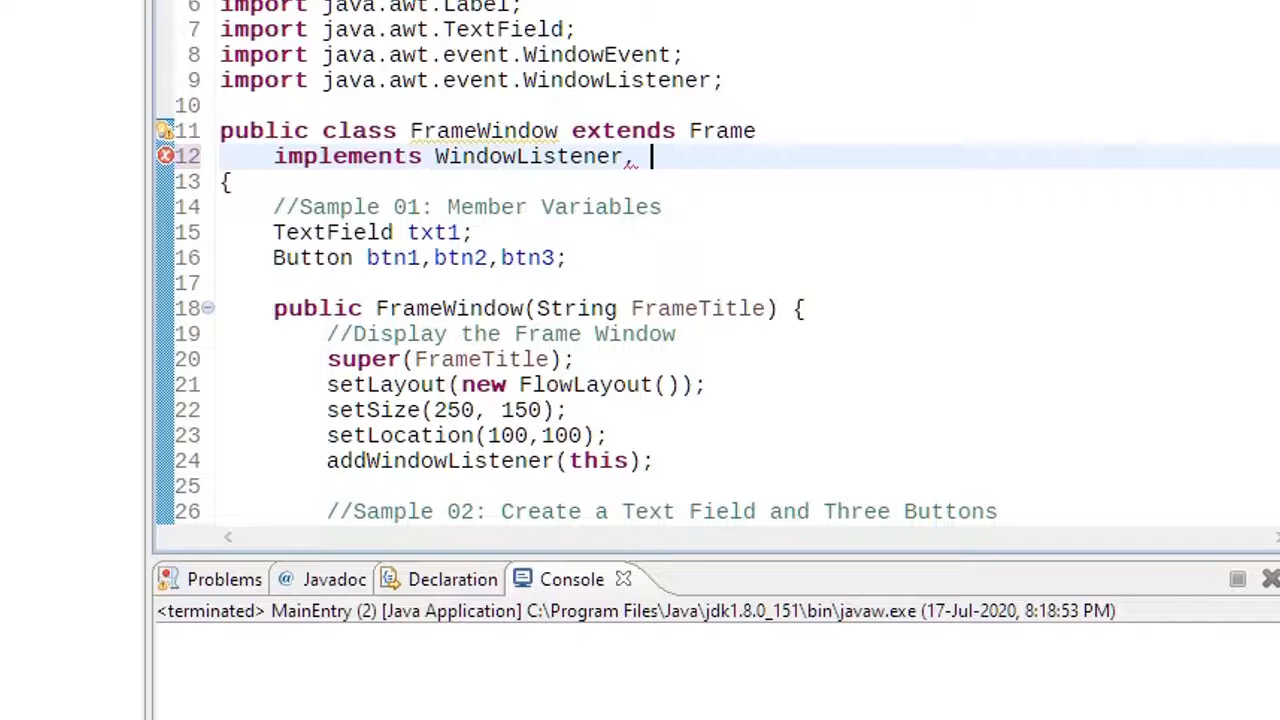 6 import java.awt.Label;
7 import java.awt.TextField;
8 import java.awt.event.WindowEvent;
9 import java.awt.event.WindowListener;
10
11 public class FrameWindow extends Frame
12 implements WindowListener,
13 {
14 //Sample 01: Member Variables
15 TextField txt1;
16 Button btn1,btn2,btn3;
17
18 public FrameWindow(String FrameTitle) {
19 //Display the Frame Window
20 super(FrameTitle);
21 setLayout(new FlowLayout());
22 setSize(250, 150);
23 setLocation(100,100);
24 addWindowListener(this);
25
26 //Sample 02: Create a Text Field and Three Buttons
Problems @ Javadoc Declaration Console
<terminated> MainEntry (2) [Java Application] C:\Program Files\Java\jdk1.8.0_151\bin\javaw.exe (17-Jul-2020, 8:18:53 PM)